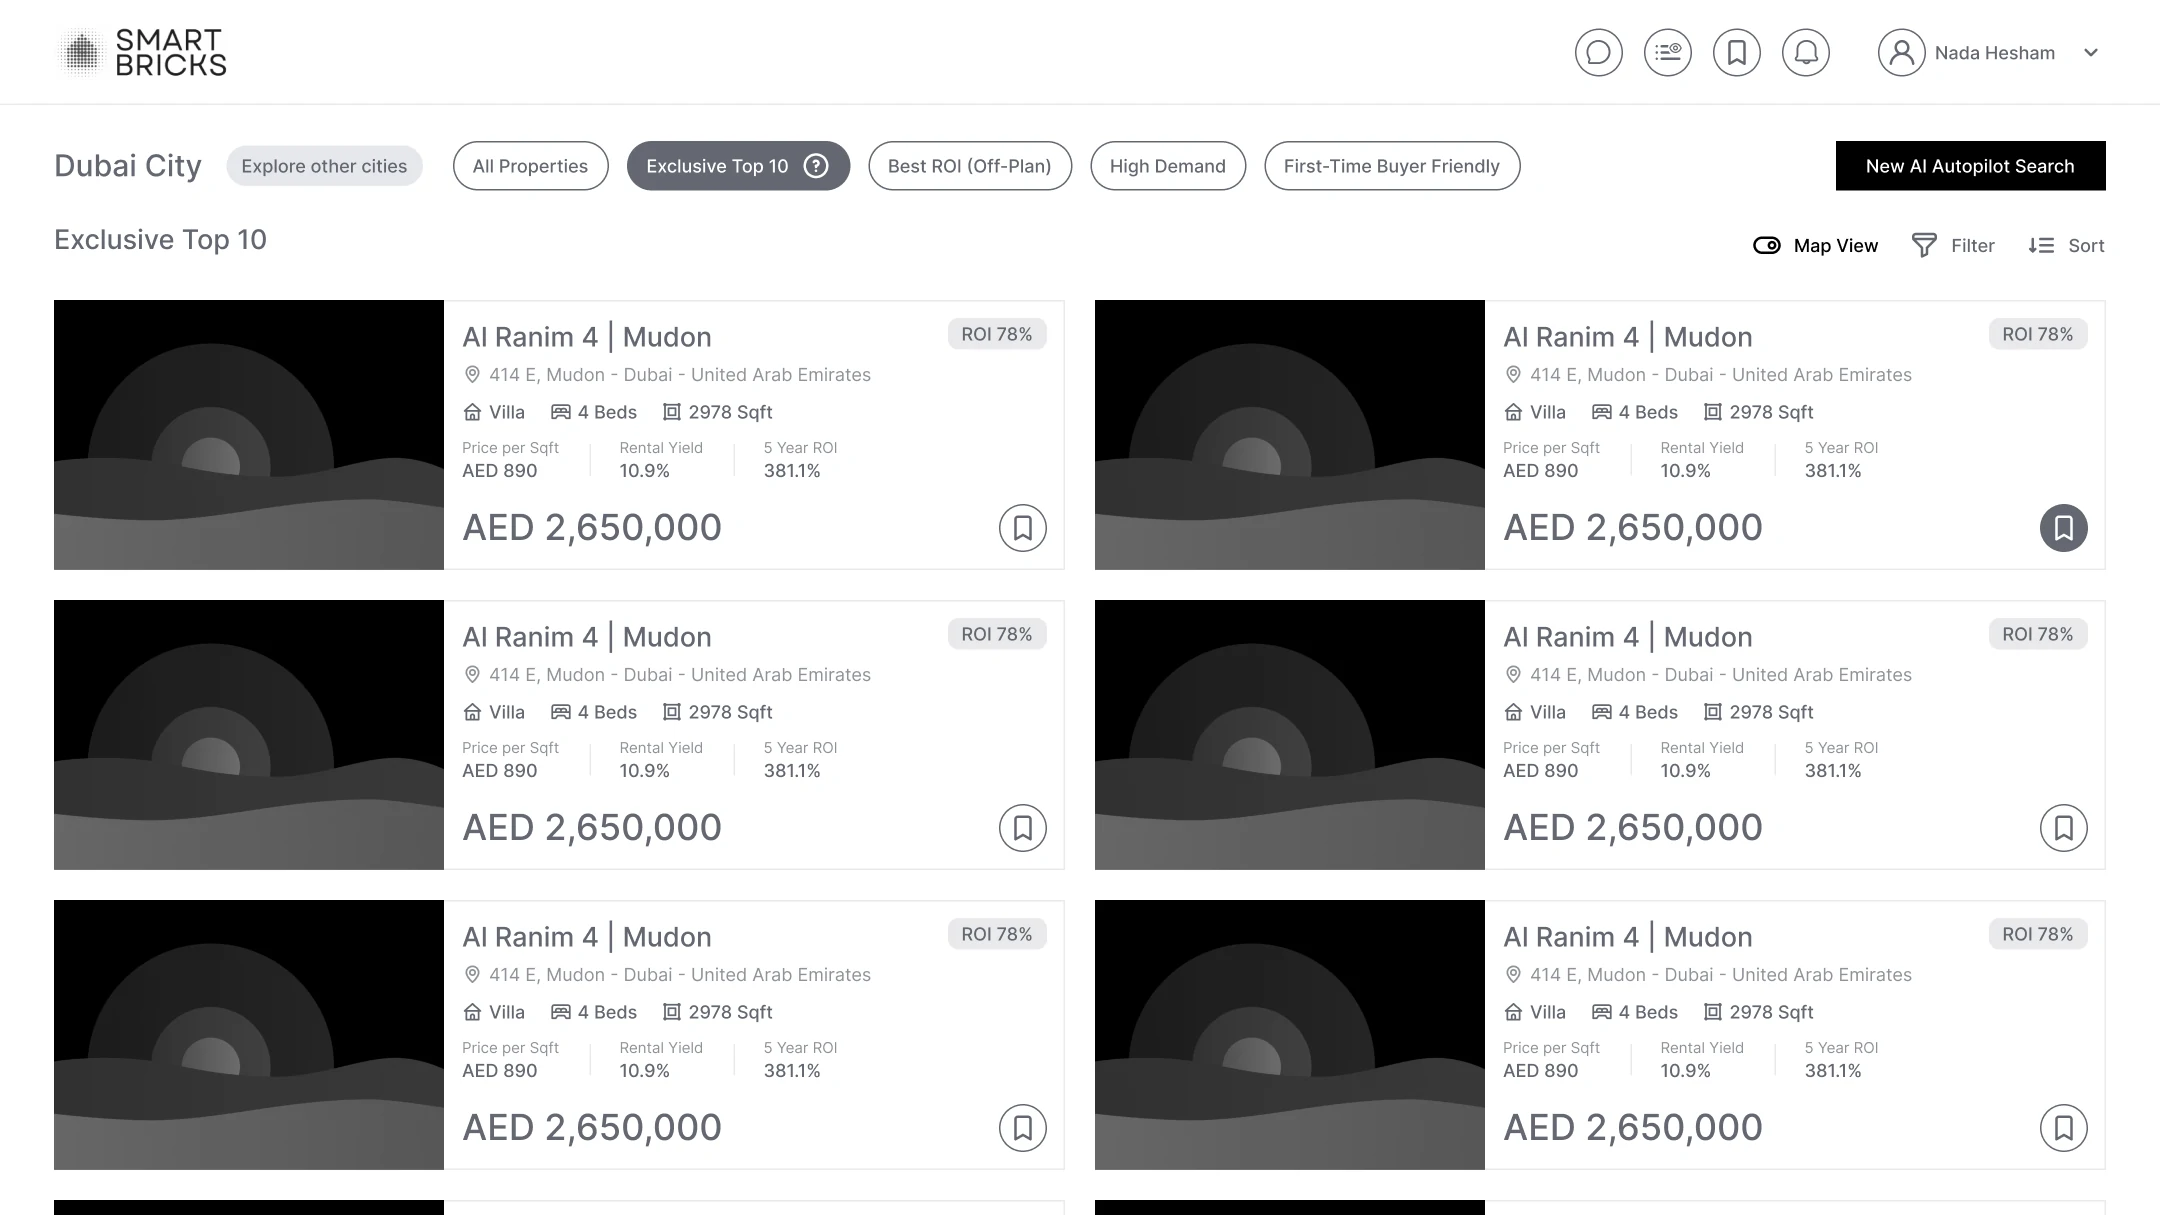 SMART
BRICKS
Nada Hesham
Dubai City
Explore other cities
All Properties
Exclusive Top 10 ?
Best ROI (Off-Plan)
High Demand
First-Time Buyer Friendly
New AI Autopilot Search
Exclusive Top 10
Map View
Filter
Sort
Al Ranim 4 | Mudon
ROI 78%
414 E, Mudon - Dubai - United Arab Emirates
Villa 4 Beds 2978 Sqft
Price per Sqft Rental Yield 5 Year ROI
AED 890 10.9% 381.1%
AED 2,650,000
Al Ranim 4 | Mudon
ROI 78%
414 E, Mudon - Dubai - United Arab Emirates
Villa 4 Beds 2978 Sqft
Price per Sqft Rental Yield 5 Year ROI
AED 890 10.9% 381.1%
AED 2,650,000
Al Ranim 4 | Mudon
ROI 78%
414 E, Mudon - Dubai - United Arab Emirates
Villa 4 Beds 2978 Sqft
Price per Sqft Rental Yield 5 Year ROI
AED 890 10.9% 381.1%
AED 2,650,000
Al Ranim 4 | Mudon
ROI 78%
414 E, Mudon - Dubai - United Arab Emirates
Villa 4 Beds 2978 Sqft
Price per Sqft Rental Yield 5 Year ROI
AED 890 10.9% 381.1%
AED 2,650,000
Al Ranim 4 | Mudon
ROI 78%
414 E, Mudon - Dubai - United Arab Emirates
Villa 4 Beds 2978 Sqft
Price per Sqft Rental Yield 5 Year ROI
AED 890 10.9% 381.1%
AED 2,650,000
Al Ranim 4 | Mudon
ROI 78%
414 E, Mudon - Dubai - United Arab Emirates
Villa 4 Beds 2978 Sqft
Price per Sqft Rental Yield 5 Year ROI
AED 890 10.9% 381.1%
AED 2,650,000